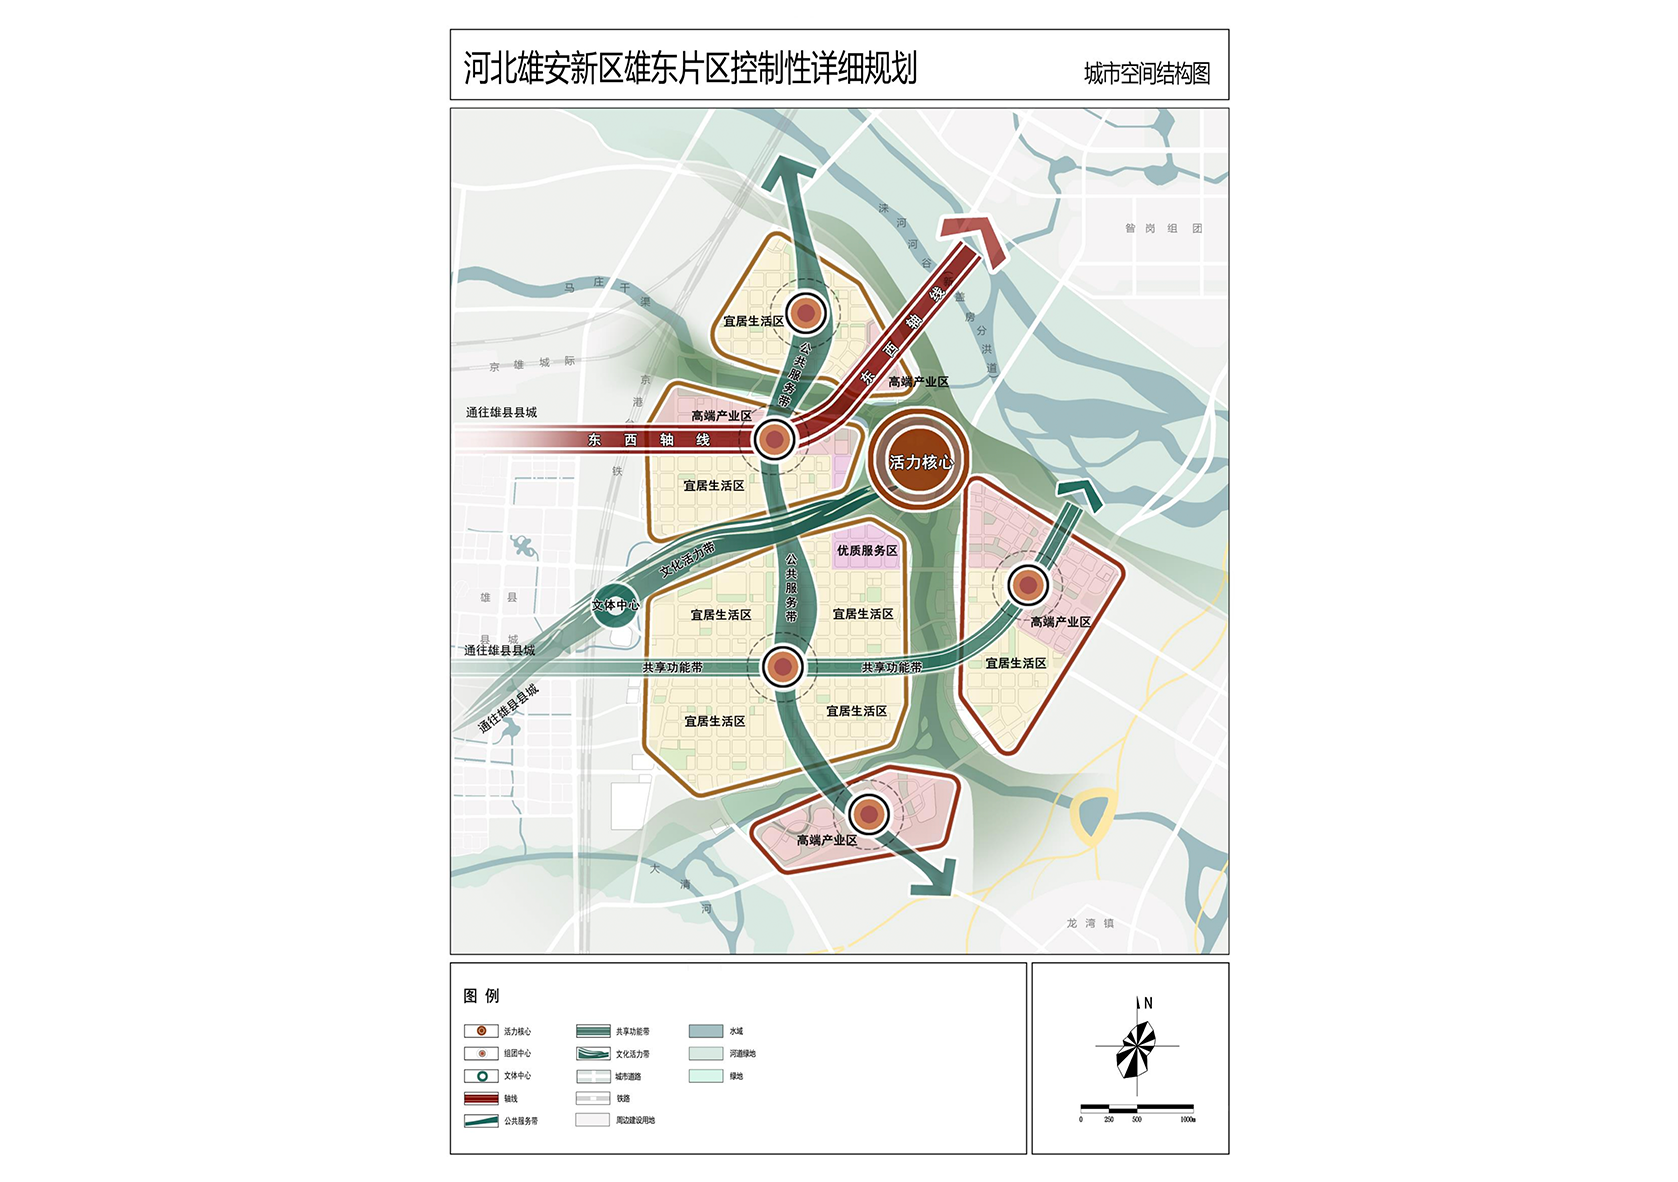 河北雄安新区雄东片区控制性详细规划
城市空间结构图
涞河河谷
昝岗组团
盖房分洪道
马庄干渠
京雄城际
京港台
铁
宜居生活区
公共服务带
东西轴线
高端产业区
通往雄县县城
高端产业区
东西轴线
活力核心
宜居生活区
文化活力带
公共服务带
优质服务区
雄县
县城
文体中心
宜居生活区
宜居生活区
高端产业区
通往雄县县城
共享功能带
共享功能带
宜居生活区
通往雄县县城
宜居生活区
宜居生活区
高端产业区
大清河
龙湾镇
图例
活力核心
组团中心
文体中心
轴线
公共服务带
共享功能带
文化活力带
城市道路
铁路
周边建设用地
水域
河道绿地
绿地
N
0 250 500 1000m